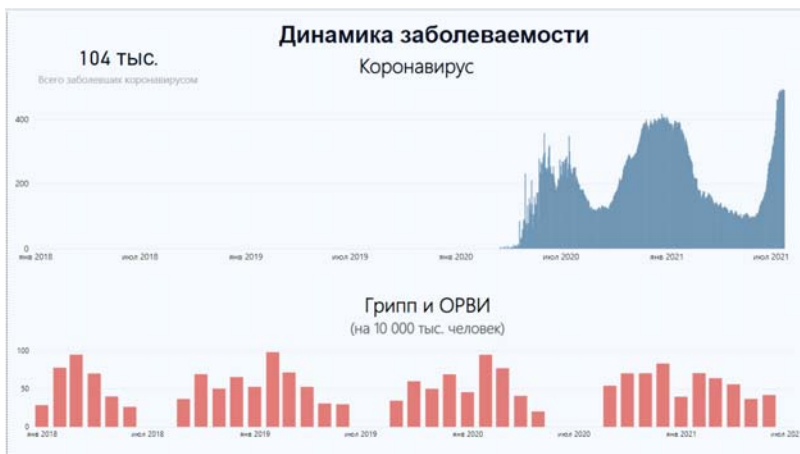 Динамика заболеваемости
104 тыс.
Всего заболевших коронавирусом
Коронавирус
400
200
0
янв 2018 июл 2018 янв 2019 июл 2019 янв 2020 июл 2020 янв 2021 июл 2021
Грипп и ОРВИ
(на 10 000 тыс. человек)
100
50
0
янв 2018 июл 2018 янв 2019 июл 2019 янв 2020 июл 2020 янв 2021 июл 202